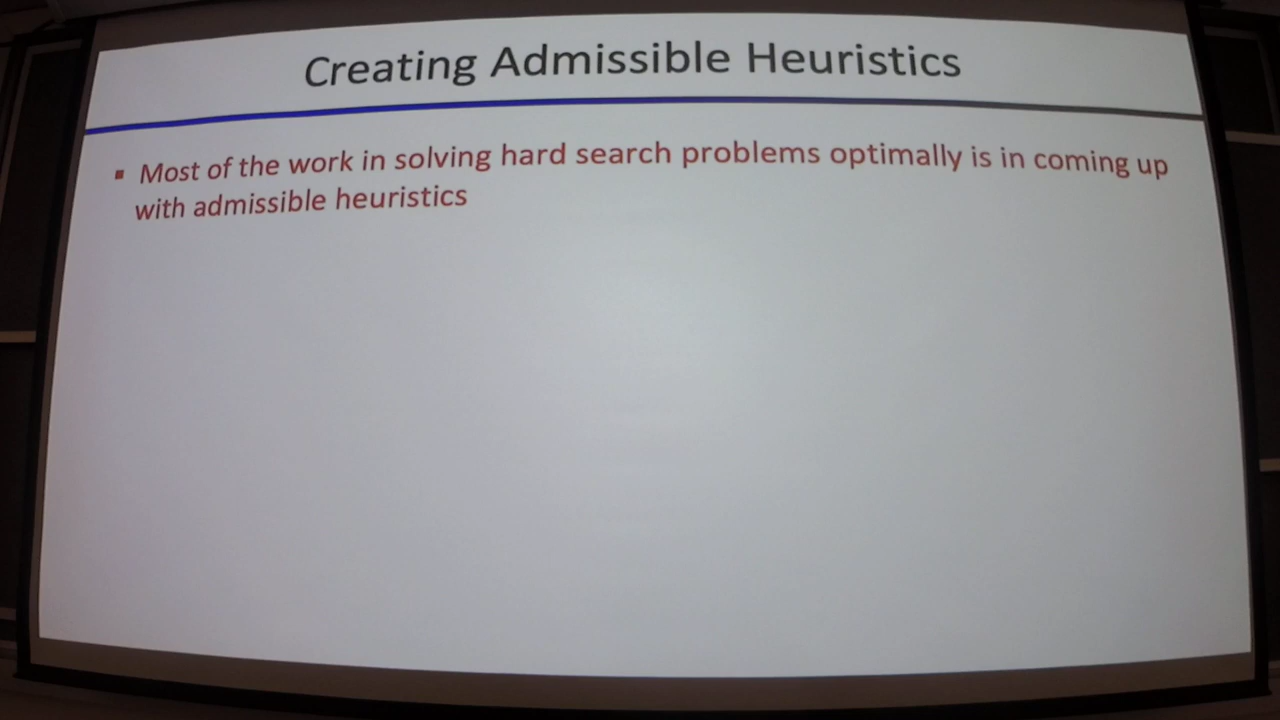 Creating Admissible Heuristics
▪ Most of the work in solving hard search problems optimally is in coming up
with admissible heuristics